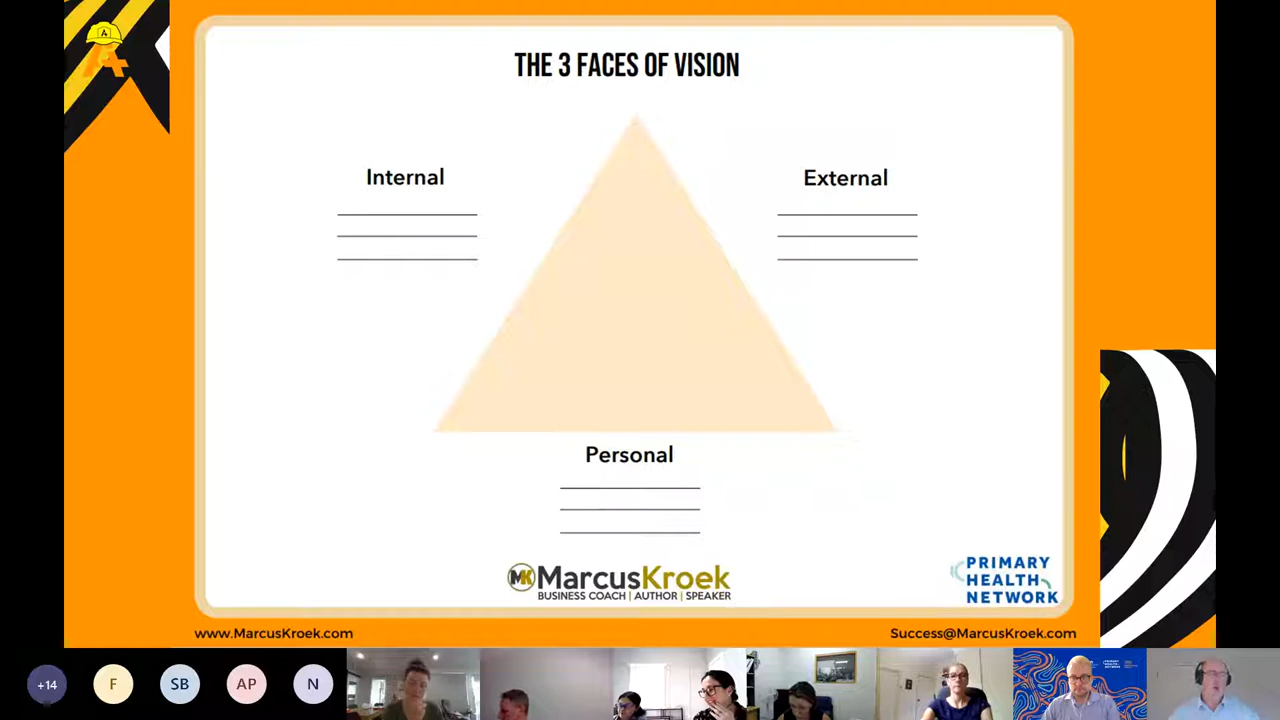 A
A+
THE 3 FACES OF VISION
Internal
External
Personal
MK MarcusKroek
BUSINESS COACH | AUTHOR | SPEAKER
PRIMARY
HEALTH
NETWORK
www.MarcusKroek.com
Success@MarcusKroek.com
+14
F
SB
AP
N